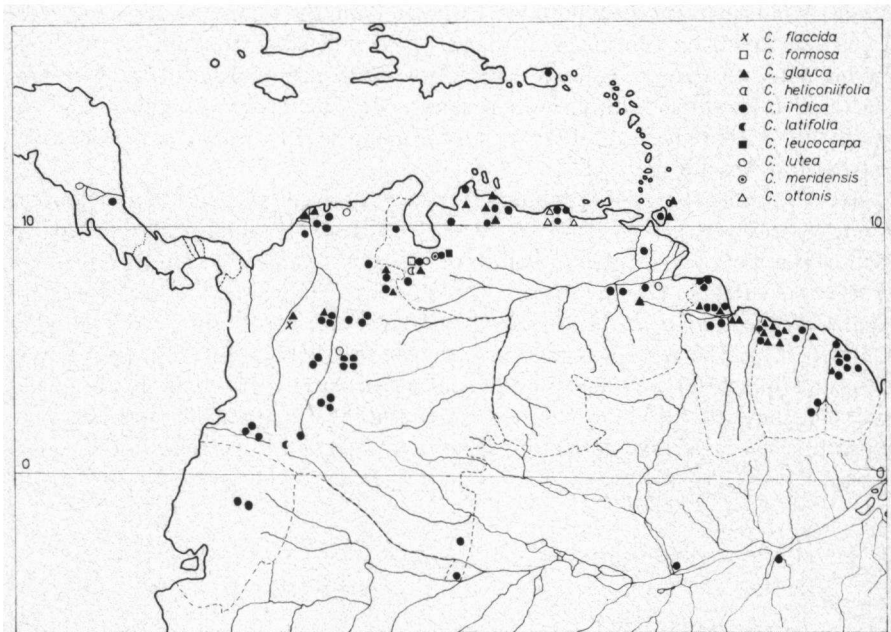 C. flaccida
C. formosa
C. glauca
C. heliconiifolia
C. indica
C. latifolia
C. leucocarpa
C. lutea
C. meridensis
C. ottonis
10
10
0
0